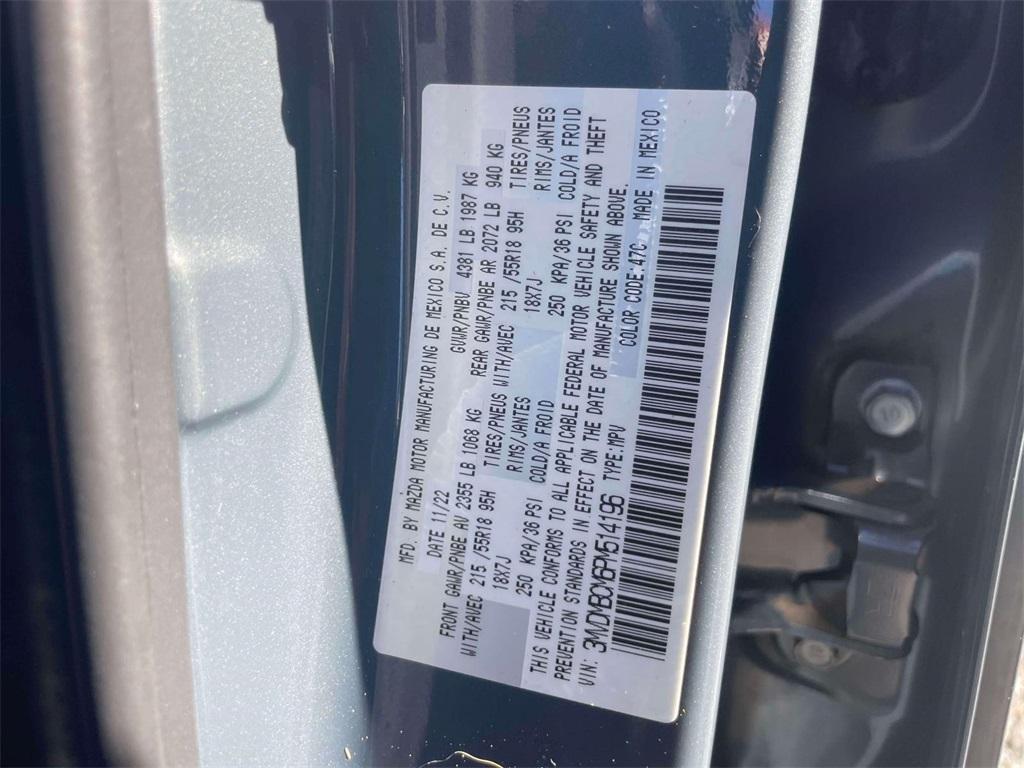 MFD. BY MAZDA MOTOR MANUFACTURING DE MEXICO S.A. DE C.V.
DATE 11/22 GVWR/PNBV 4381 LB 1987 KG
FRONT GAWR/PNBE AV 2355 LB 1068 KG REAR GAWR/PNBE AR 2072 LB 940 KG
WITH/AVEC 215 /55R18 95H TIRES/PNEUS WITH/AVEC 215 /55R18 95H TIRES/PNEUS
18X7J RIMS/JANTES 18X7J RIMS/JANTES
250 KPA/36 PSI COLD/A FROID 250 KPA/36 PSI COLD/A FROID
THIS VEHICLE CONFORMS TO ALL APPLICABLE FEDERAL MOTOR VEHICLE SAFETY AND THEFT
PREVENTION STANDARDS IN EFFECT ON THE DATE OF MANUFACTURE SHOWN ABOVE.
VIN: 3MVDMBCM6PM514196 TYPE:MPV COLOR CODE:47C MADE IN MEXICO